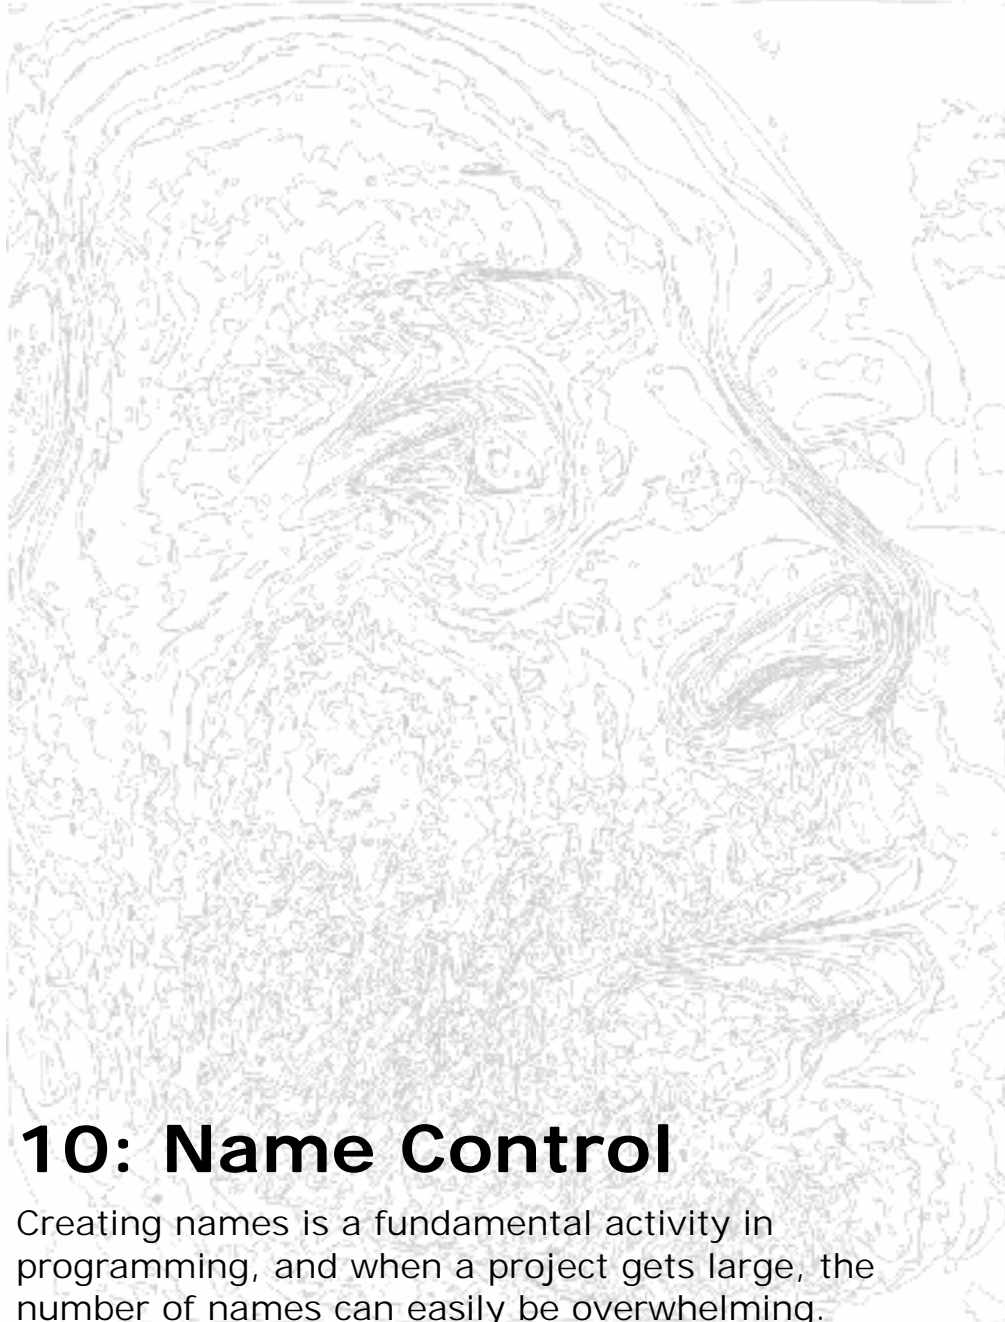 10: Name Control
Creating names is a fundamental activity in
programming, and when a project gets large, the
number of names can easily be overwhelming.